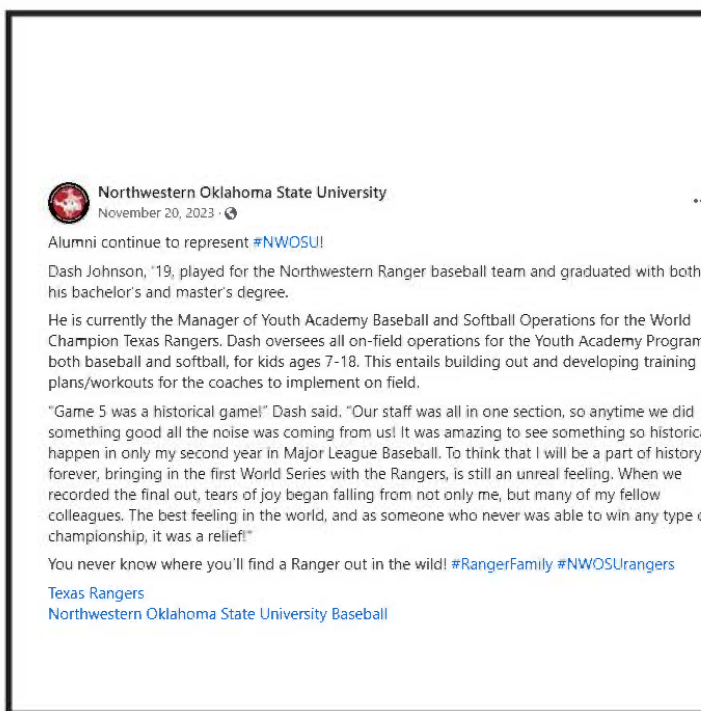 Northwestern Oklahoma State University
November 20, 2023 ·
Alumni continue to represent #NWOSU!
Dash Johnson, '19, played for the Northwestern Ranger baseball team and graduated with both
his bachelor's and master's degree.
He is currently the Manager of Youth Academy Baseball and Softball Operations for the World
Champion Texas Rangers. Dash oversees all on-field operations for the Youth Academy Program
both baseball and softball, for kids ages 7-18. This entails building out and developing training
plans/workouts for the coaches to implement on field.
"Game 5 was a historical game!" Dash said. "Our staff was all in one section, so anytime we did
something good all the noise was coming from us! It was amazing to see something so historica
happen in only my second year in Major League Baseball. To think that I will be a part of history
forever, bringing in the first World Series with the Rangers, is still an unreal feeling. When we
recorded the final out, tears of joy began falling from not only me, but many of my fellow
colleagues. The best feeling in the world, and as someone who never was able to win any type o
championship, it was a relief!"
You never know where you'll find a Ranger out in the wild! #RangerFamily #NWOSUrangers
Texas Rangers
Northwestern Oklahoma State University Baseball